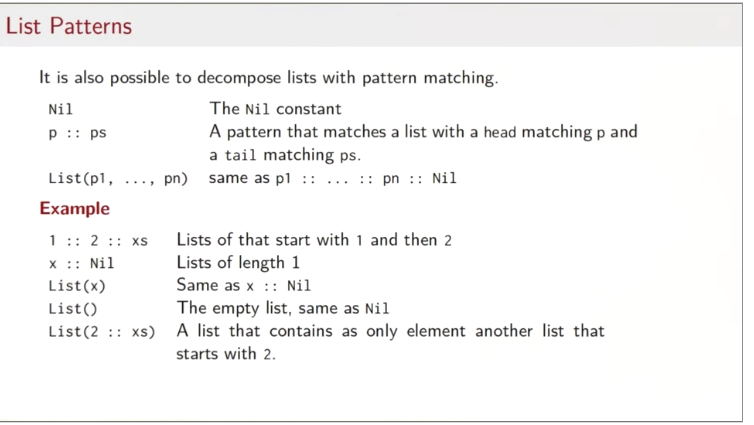 List Patterns
It is also possible to decompose lists with pattern matching.
Nil The Nil constant
p :: ps A pattern that matches a list with a head matching p and
a tail matching ps.
List(p1, ..., pn) same as p1 :: ... :: pn :: Nil
Example
1 :: 2 :: xs Lists of that start with 1 and then 2
x :: Nil Lists of length 1
List(x) Same as x :: Nil
List() The empty list, same as Nil
List(2 :: xs) A list that contains as only element another list that
starts with 2.